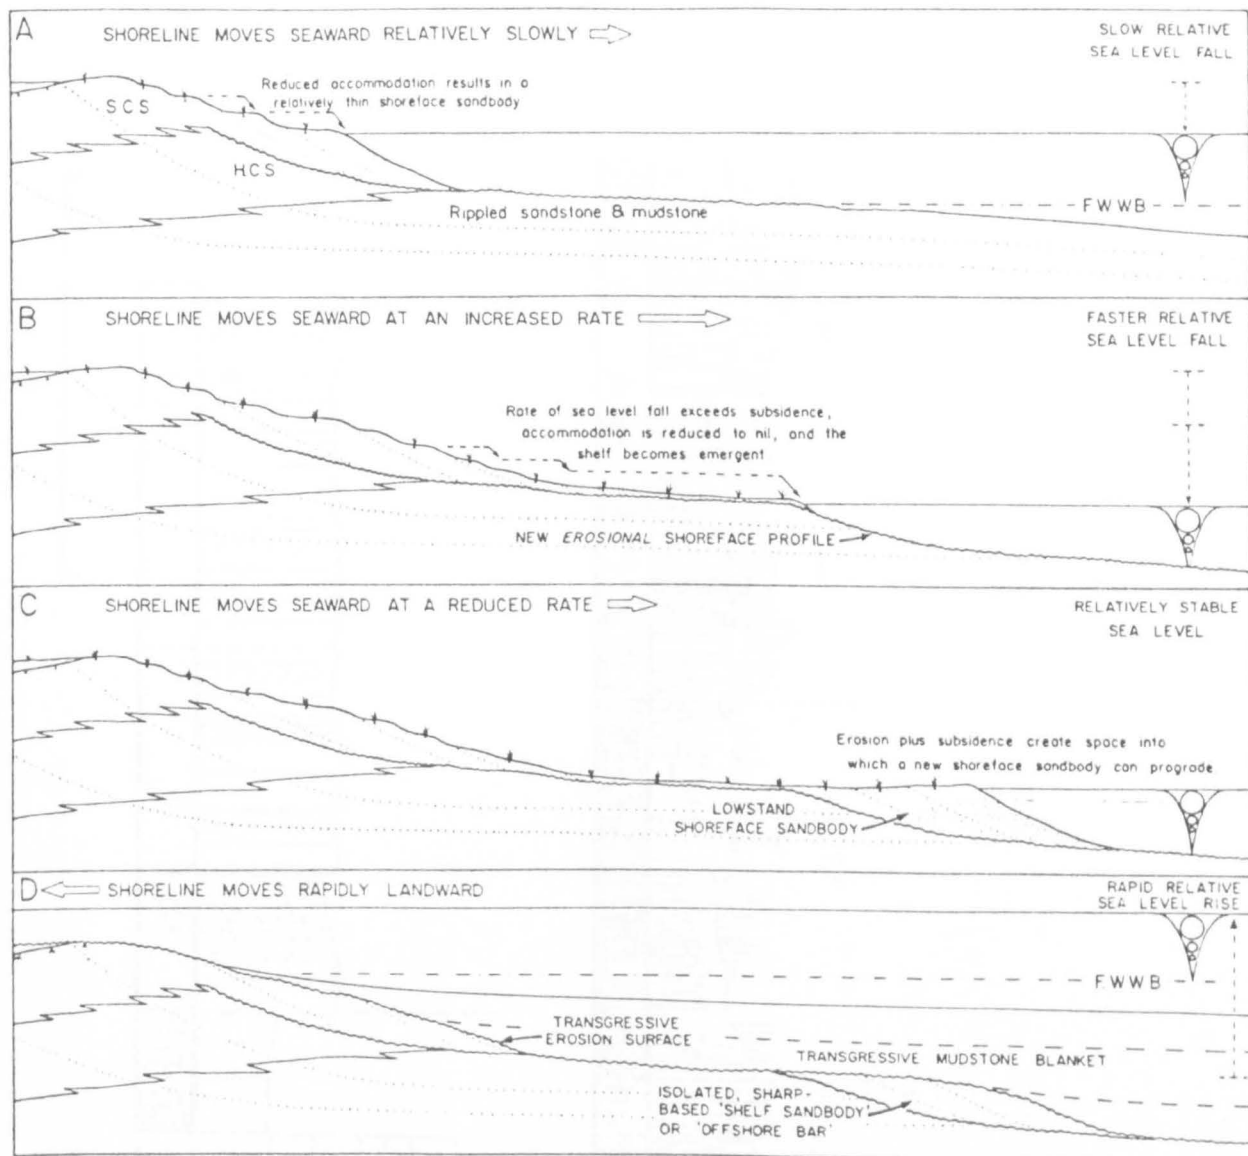 A
SHORELINE MOVES SEAWARD RELATIVELY SLOWLY
SLOW RELATIVE
SEA LEVEL FALL
Reduced accommodation results in a
relatively thin shoreface sandbody
S.C.S
H.C.S
Rippled sandstone & mudstone
F W W B
B
SHORELINE MOVES SEAWARD AT AN INCREASED RATE
FASTER RELATIVE
SEA LEVEL FALL
Rate of sea level fall exceeds subsidence,
accommodation is reduced to nil, and the
shelf becomes emergent
NEW EROSIONAL SHOREFACE PROFILE
C
SHORELINE MOVES SEAWARD AT A REDUCED RATE
RELATIVELY STABLE
SEA LEVEL
Erosion plus subsidence create space into
which a new shoreface sandbody can prograde
LOWSTAND
SHOREFACE SANDBODY
D
SHORELINE MOVES RAPIDLY LANDWARD
RAPID RELATIVE
SEA LEVEL RISE
F W W B
TRANSGRESSIVE
EROSION SURFACE
TRANSGRESSIVE MUDSTONE BLANKET
ISOLATED, SHARP-
BASED 'SHELF SANDBODY'
OR 'OFFSHORE BAR'